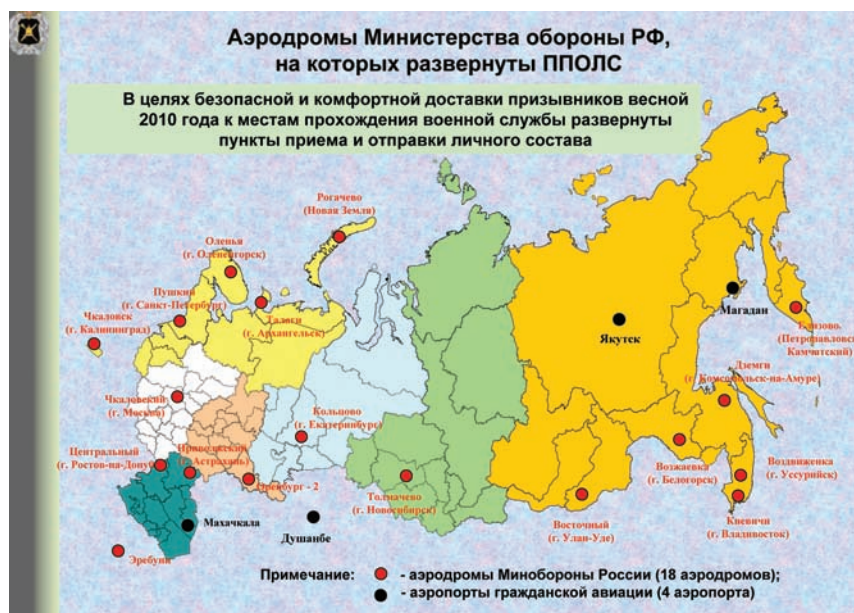 Аэродромы Министерства обороны РФ,
на которых развернуты ППОЛС
В целях безопасной и комфортной доставки призывников весной
2010 года к местам прохождения военной службы развернуты
пункты приема и отправки личного состава
Рогачево
(Новая Земля)
Оленья
(г. Оленегорск)
Пушкин
(г. Санкт-Петербург)
Талаги
(г. Архангельск)
Чкаловск
(г. Калининград)
Магадан
Якутск
Елизово
(Петропавловск
Камчатский)
Дземги
(г. Комсомольск-на-Амуре)
Чкаловский
(г. Москва)
Кольцово
(г. Екатеринбург)
Центральный
(г. Ростов-на-Дону)
Приволжский
(г. Астрахань)
Оренбург - 2
Толмачево
(г. Новосибирск)
Возжаевка
(г. Белогорск)
Воздвиженка
(г. Уссурийск)
Восточный
(г. Улан-Уде)
Кневичи
(г. Владивосток)
Махачкала
Душанбе
Эребуни
Примечание:
- аэродромы Минобороны России (18 аэродромов);
- аэропорты гражданской авиации (4 аэропорта)